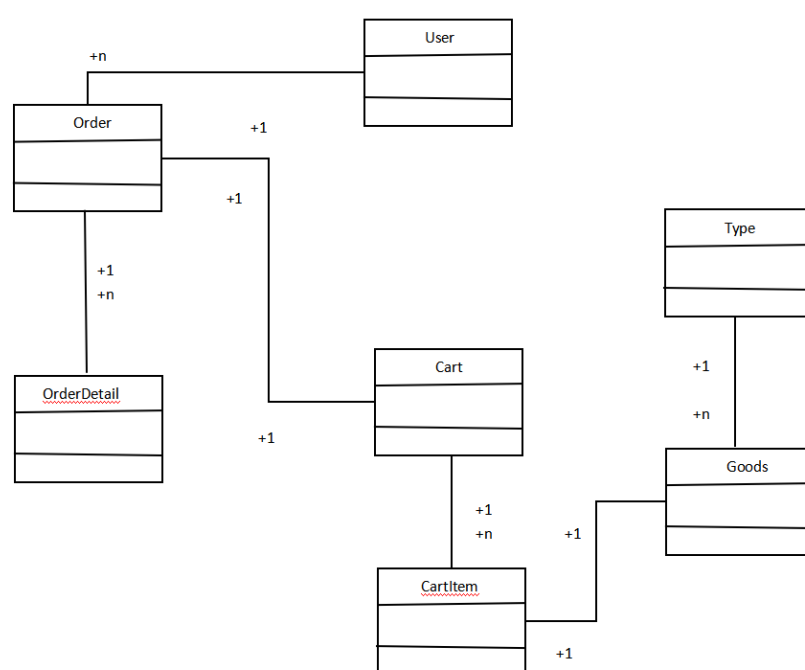 User
+n
Order
+1
+1
Type
+1
+n
Cart
+1
+n
OrderDetail
+1
Goods
+1
+n
+1
CartItem
+1